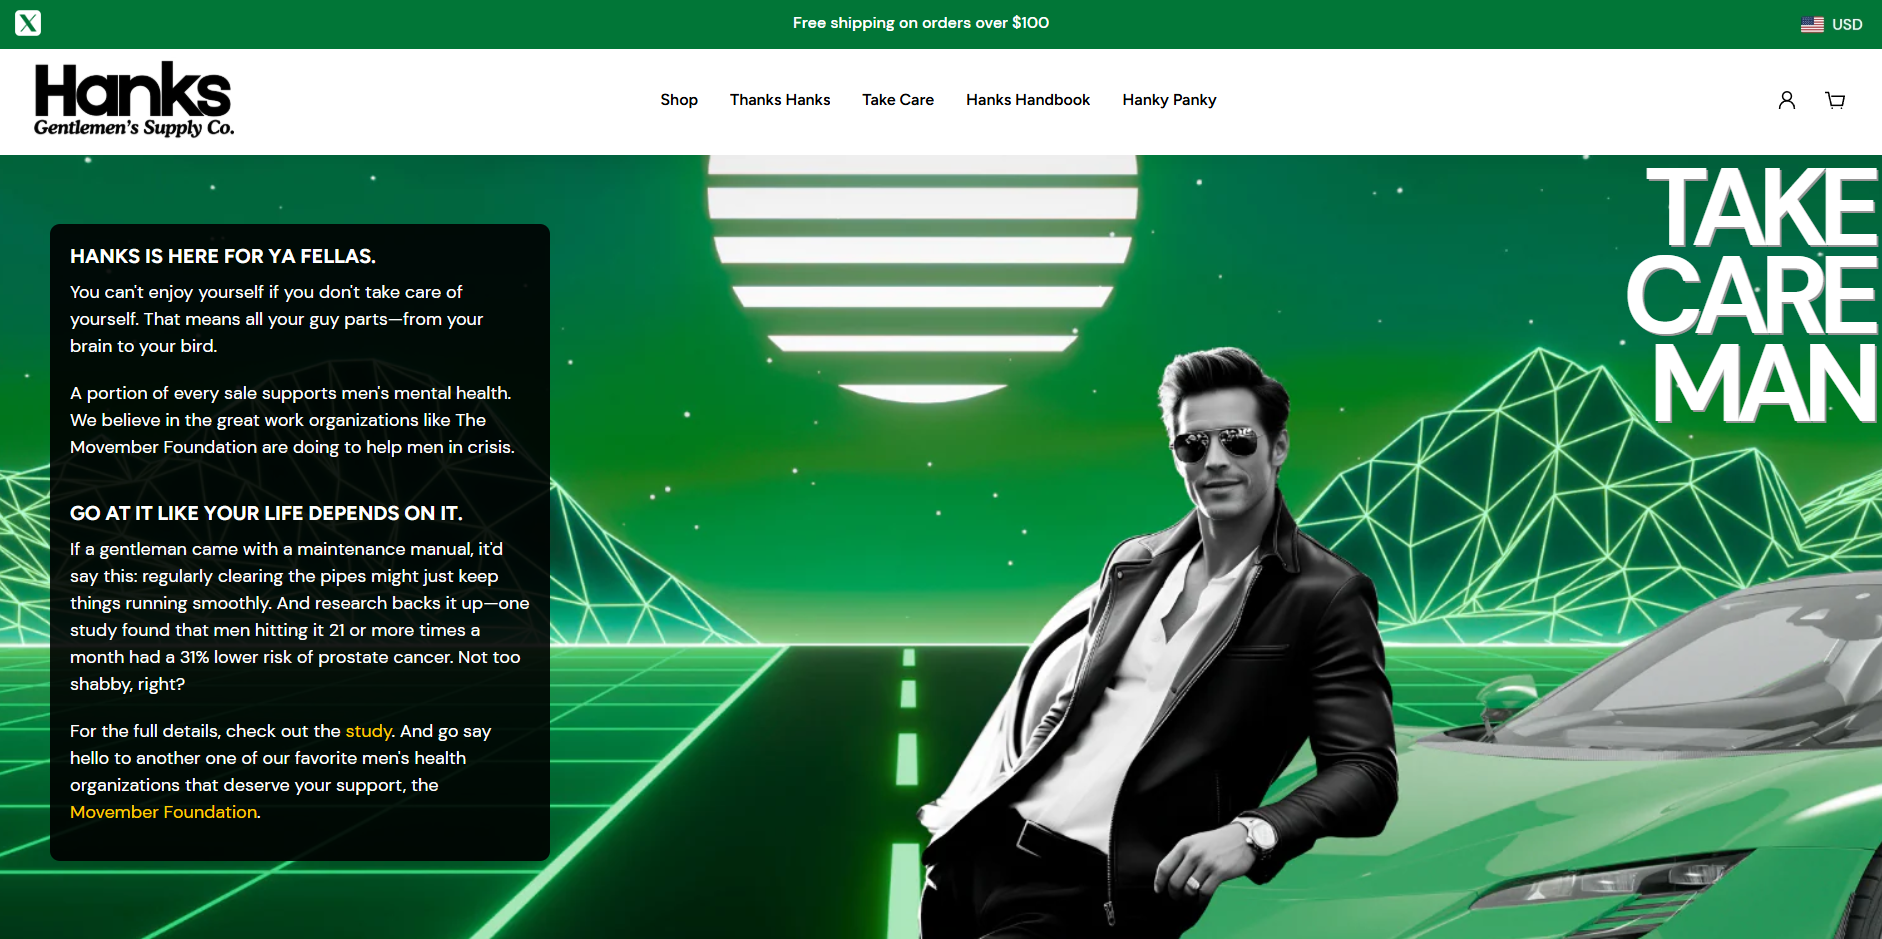 X
Free shipping on orders over $100
USD
Hanks
Gentlemen's Supply Co.
Shop
Thanks Hanks
Take Care
Hanks Handbook
Hanky Panky
HANKS IS HERE FOR YA FELLAS.
You can't enjoy yourself if you don't take care of
yourself. That means all your guy parts—from your
brain to your bird.
A portion of every sale supports men's mental health.
We believe in the great work organizations like The
Movember Foundation are doing to help men in crisis.
GO AT IT LIKE YOUR LIFE DEPENDS ON IT.
If a gentleman came with a maintenance manual, it'd
say this: regularly clearing the pipes might just keep
things running smoothly. And research backs it up—one
study found that men hitting it 21 or more times a
month had a 31% lower risk of prostate cancer. Not too
shabby, right?
For the full details, check out the study. And go say
hello to another one of our favorite men's health
organizations that deserve your support, the
Movember Foundation.
TAKE
CARE
MAN